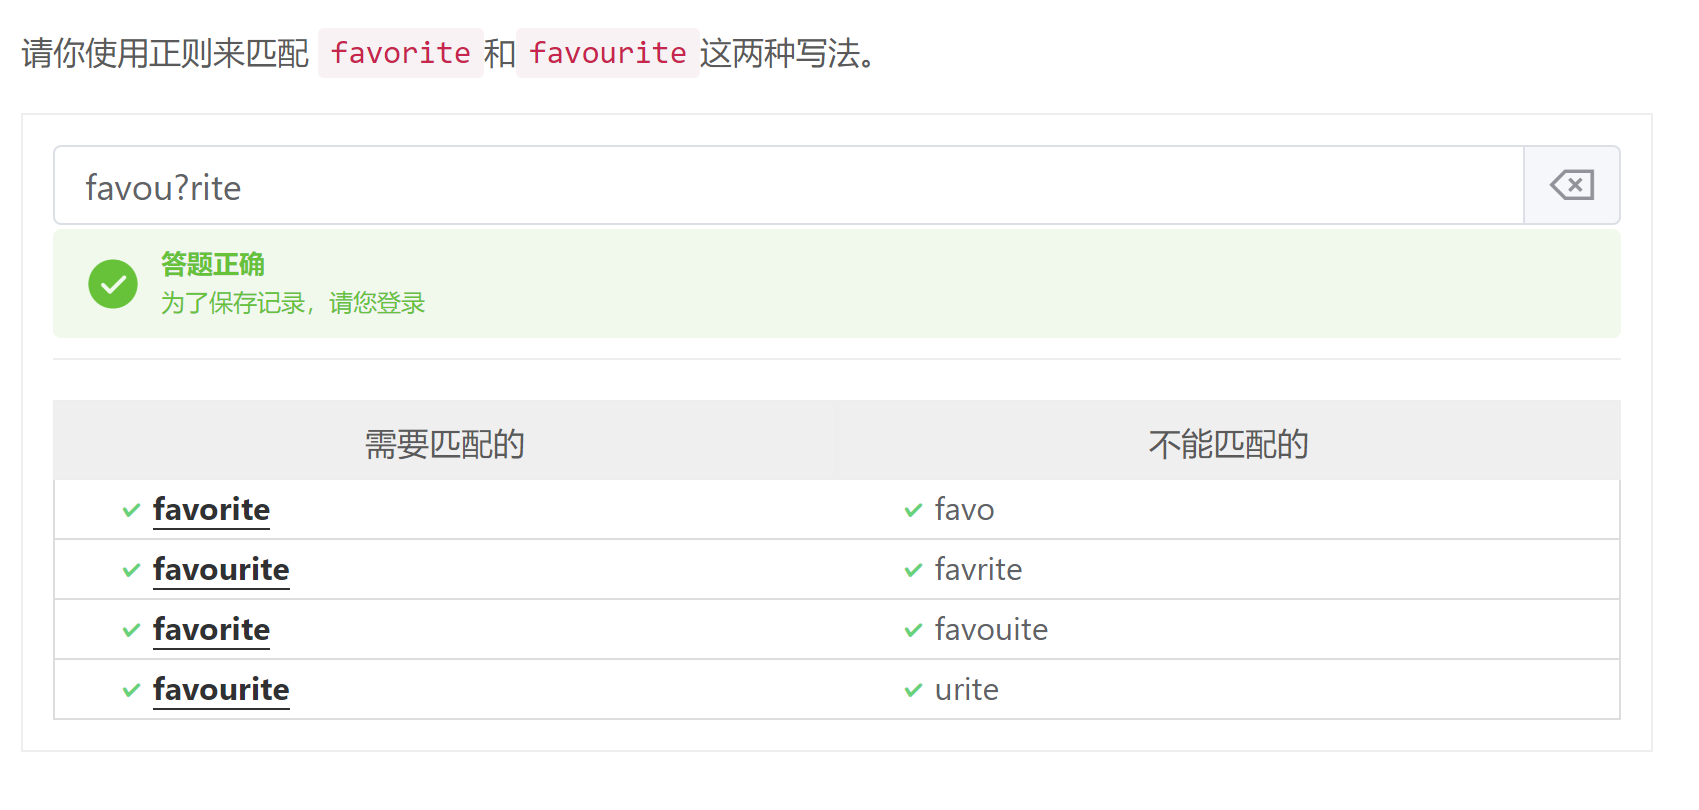 请你使用正则来匹配 favorite 和 favourite 这两种写法。
favou?rite
答题正确
为了保存记录，请您登录
需要匹配的 不能匹配的
favorite favo
favourite favrite
favorite favouite
favourite urite